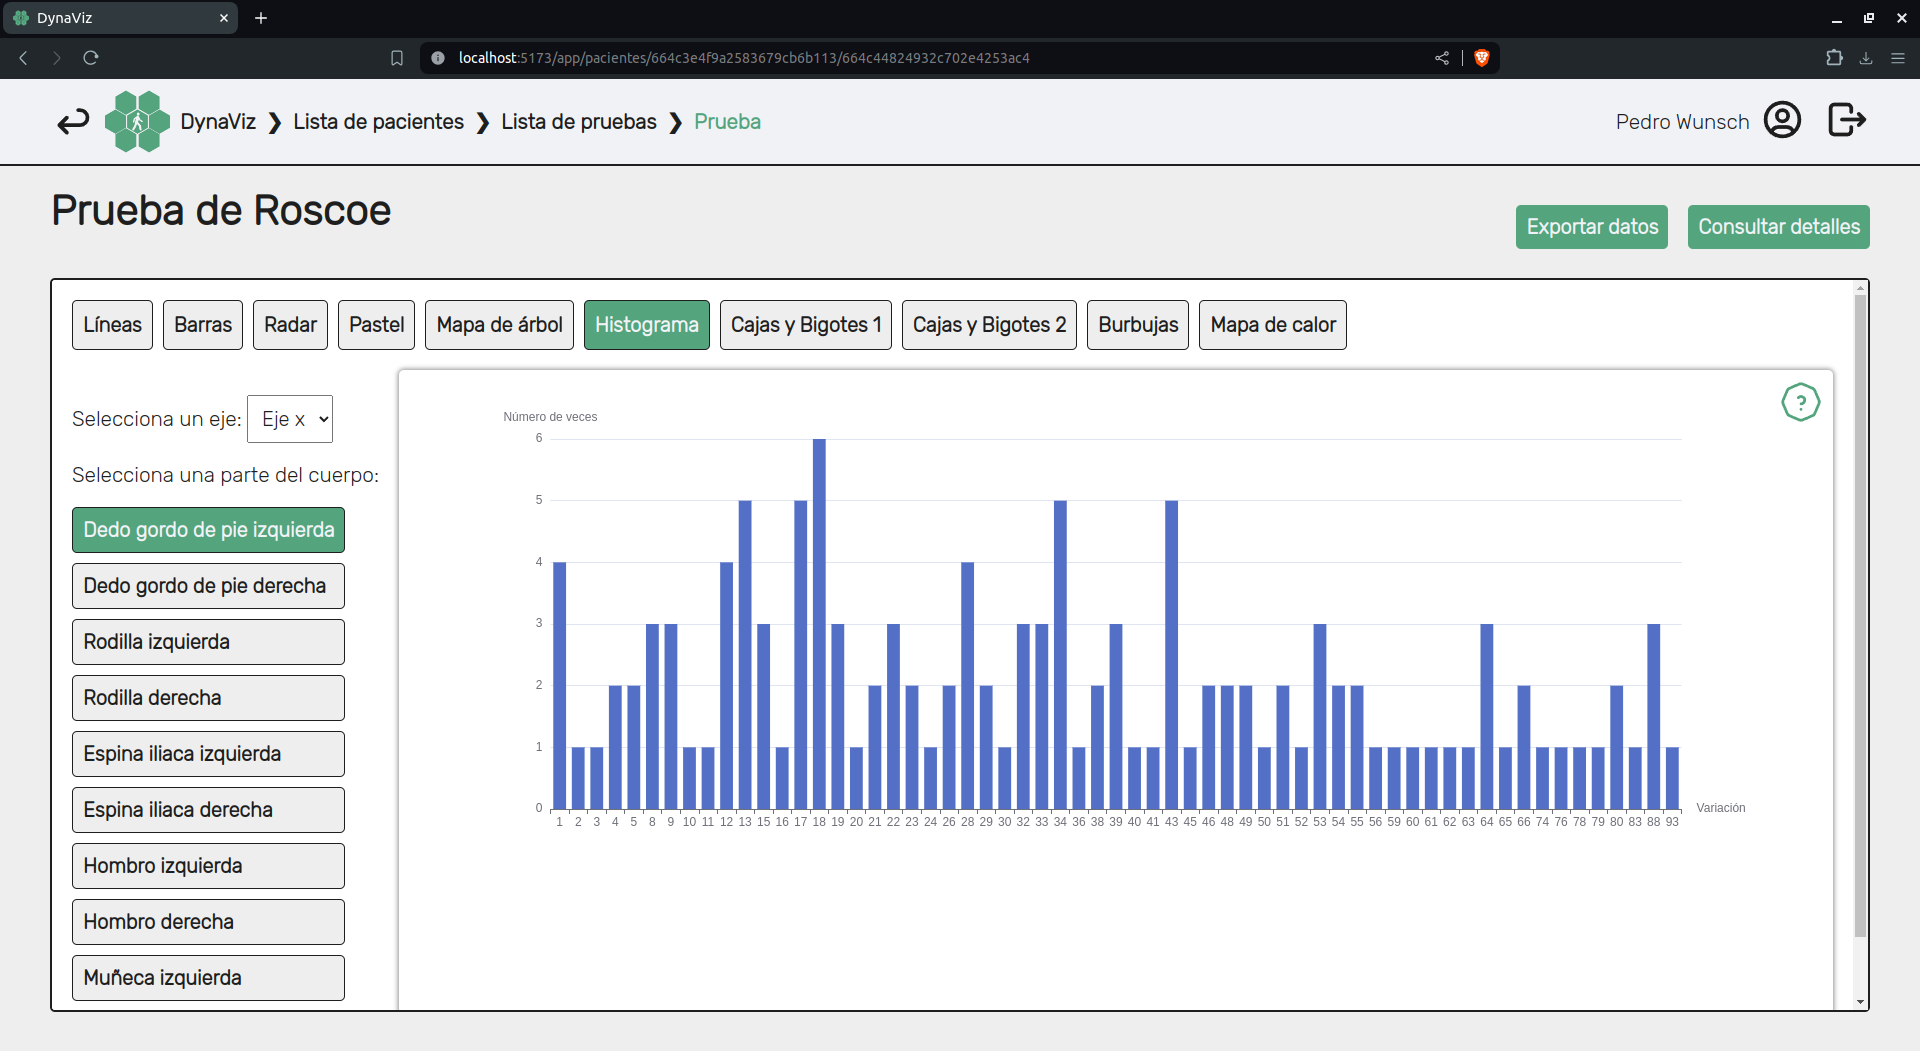 DynaViz
localhost:5173/app/pacientes/664c3e4f9a2583679cb6b113/664c44824932c702e4253ac4
DynaViz ❯ Lista de pacientes ❯ Lista de pruebas ❯ Prueba
Pedro Wunsch
Prueba de Roscoe
Exportar datos
Consultar detalles
Líneas
Barras
Radar
Pastel
Mapa de árbol
Histograma
Cajas y Bigotes 1
Cajas y Bigotes 2
Burbujas
Mapa de calor
Selecciona un eje: Eje x
Selecciona una parte del cuerpo:
Dedo gordo de pie izquierda
Dedo gordo de pie derecha
Rodilla izquierda
Rodilla derecha
Espina iliaca izquierda
Espina iliaca derecha
Hombro izquierda
Hombro derecha
Muñeca izquierda
?
Número de veces
6
5
4
3
2
1
0
1 2 3 4 5 8 9 10 11 12 13 15 16 17 18 19 20 21 22 23 24 26 28 29 30 32 33 34 36 38 39 40 41 43 45 46 48 49 50 51 52 53 54 55 56 59 60 61 62 63 64 65 66 74 76 78 79 80 83 88 93
Variación